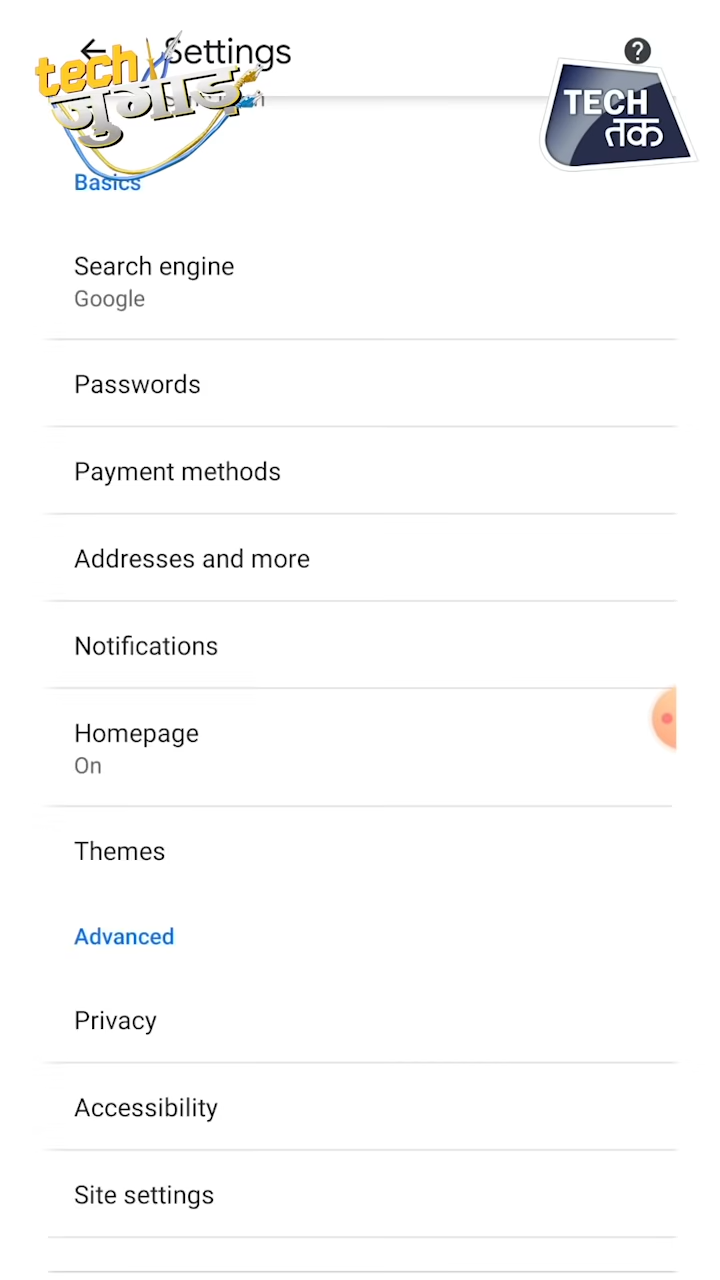 Settings
tech
जुगाड़
TECH
तक
Basics
Search engine
Google
Passwords
Payment methods
Addresses and more
Notifications
Homepage
On
Themes
Advanced
Privacy
Accessibility
Site settings